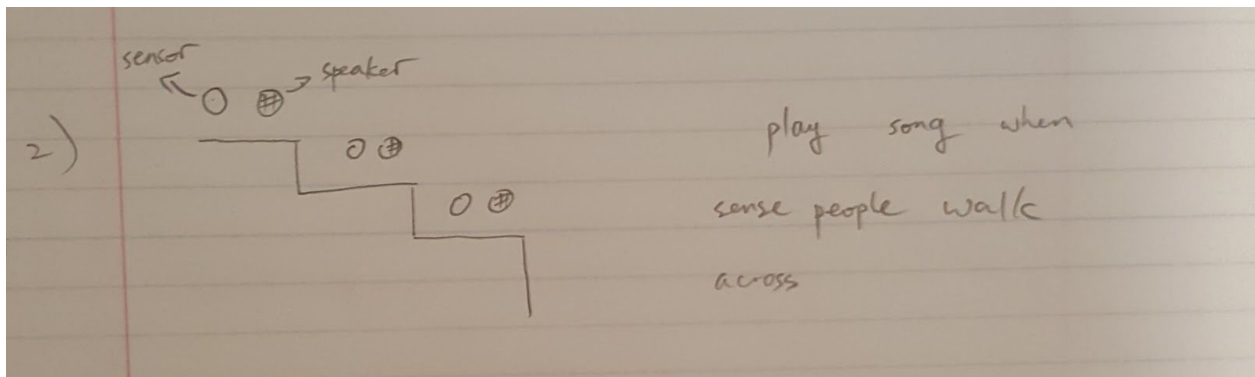 sensor
speaker
2)
play song when
sense people walk
across